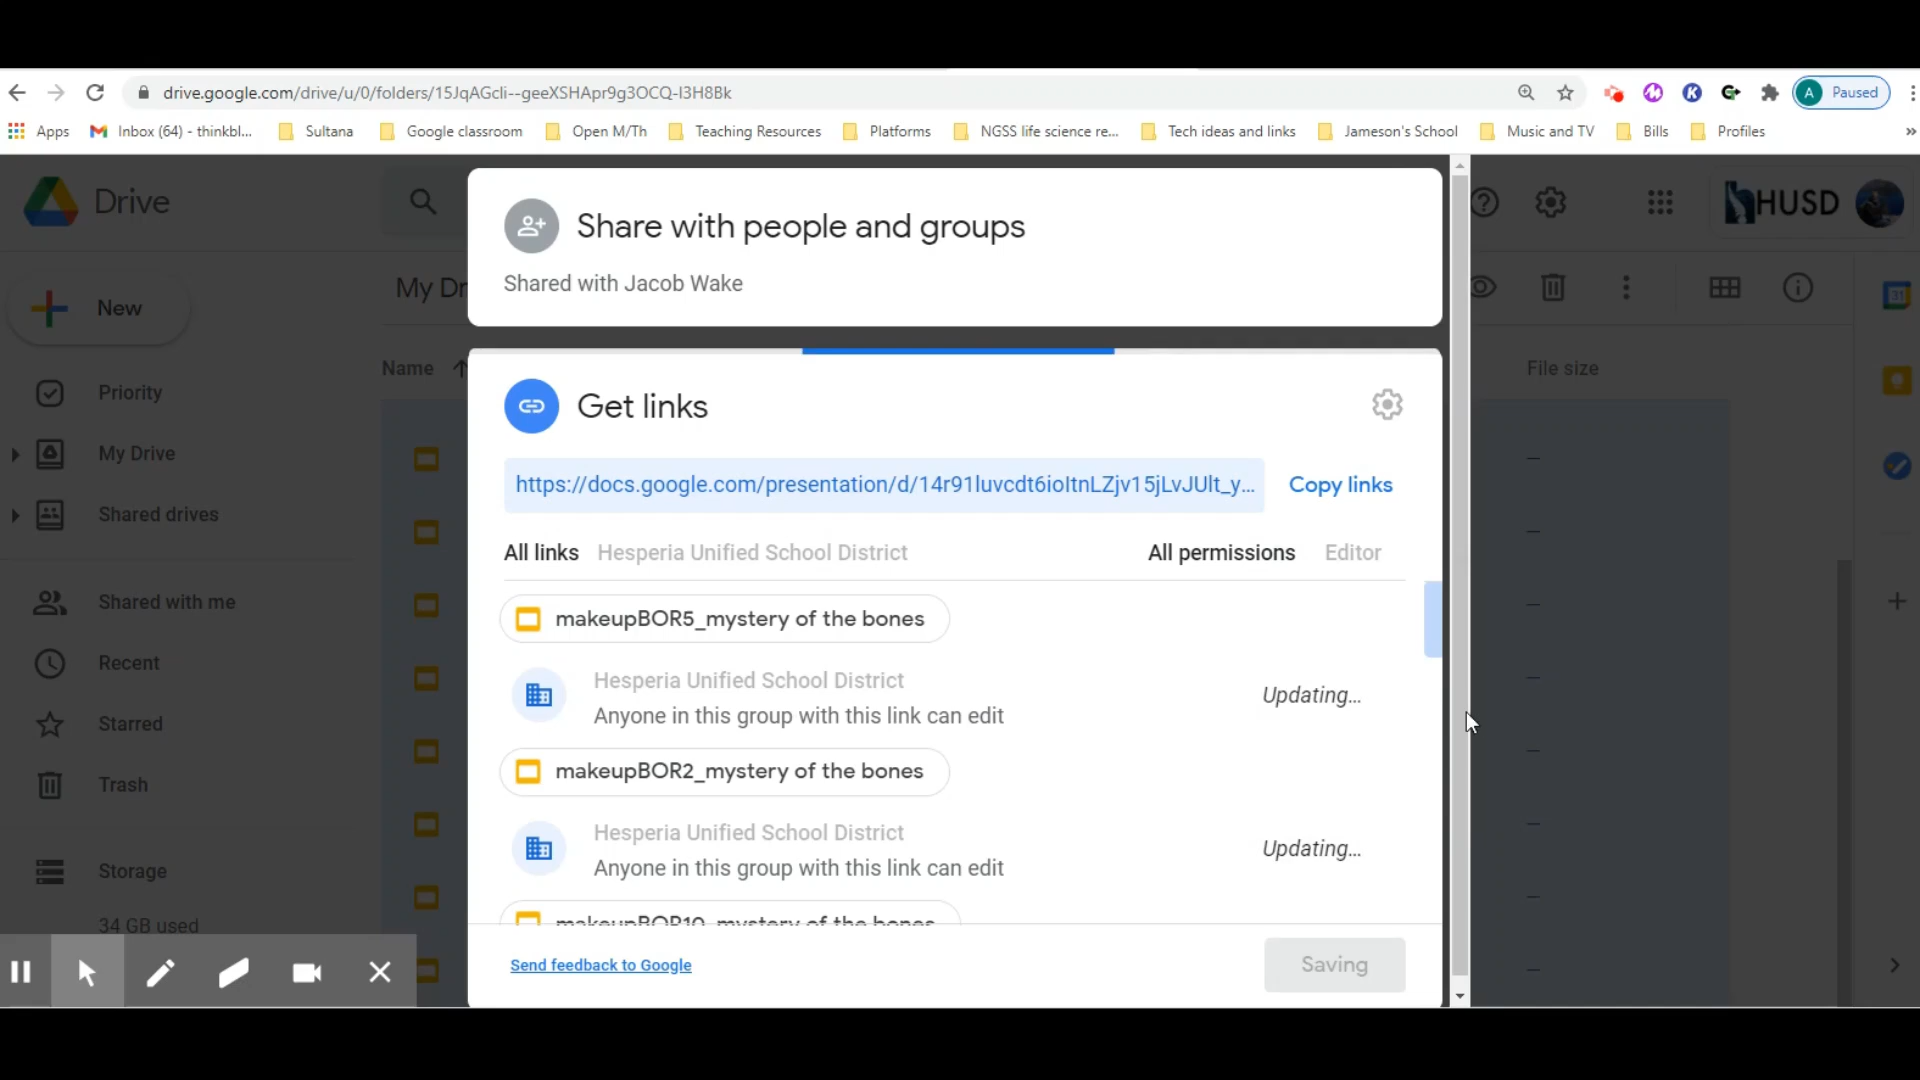 drive.google.com/drive/u/0/folders/15JqAGcli--geeXSHApr9g3OCQ-I3H8Bk
A Paused
Apps Inbox (64) - thinkbl... Sultana Google classroom Open M/Th Teaching Resources Platforms NGSS life science re... Tech ideas and links Jameson's School Music and TV Bills Profiles »
Drive
HUSD
Share with people and groups
Shared with Jacob Wake
New
My Dr
31
Name
File size
Priority
My Drive
Shared drives
Shared with me
Recent
Starred
Trash
Storage
34 GB used
Get links
https://docs.google.com/presentation/d/14r91luvcdt6ioItnLZjv15jLvJUlt_y...
Copy links
All links Hesperia Unified School District All permissions Editor
makeupBOR5_mystery of the bones
Hesperia Unified School District
Anyone in this group with this link can edit
Updating...
makeupBOR2_mystery of the bones
Hesperia Unified School District
Anyone in this group with this link can edit
Updating...
makeupBOR10_mystery of the bones
Send feedback to Google
Saving